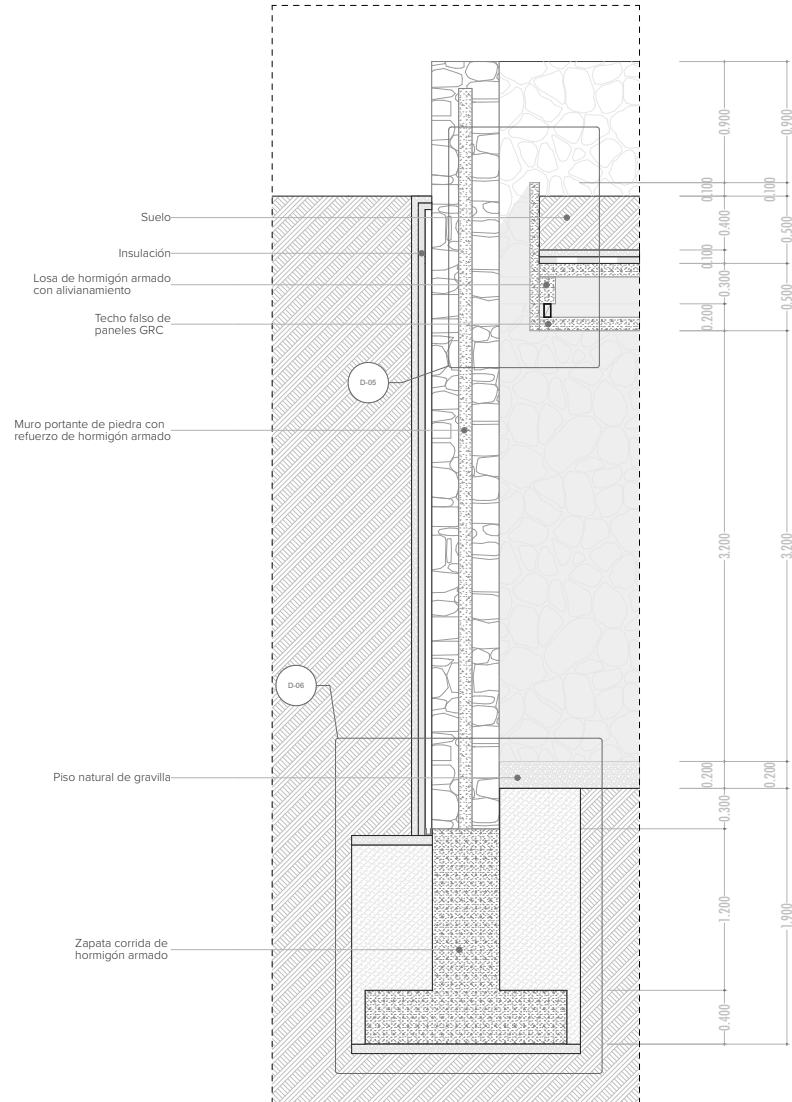 Suelo
Insulación
Losa de hormigón armado
con alivianamiento
Techo falso de
paneles GRC
D-05
Muro portante de piedra con
refuerzo de hormigón armado
D-06
Piso natural de gravilla
Zapata corrida de
hormigón armado
0.900
0.100
0.400
0.100
0.300
0.200
3.200
0.200
0.300
1.200
0.400
0.900
0.100
0.500
0.500
3.200
0.200
1.900